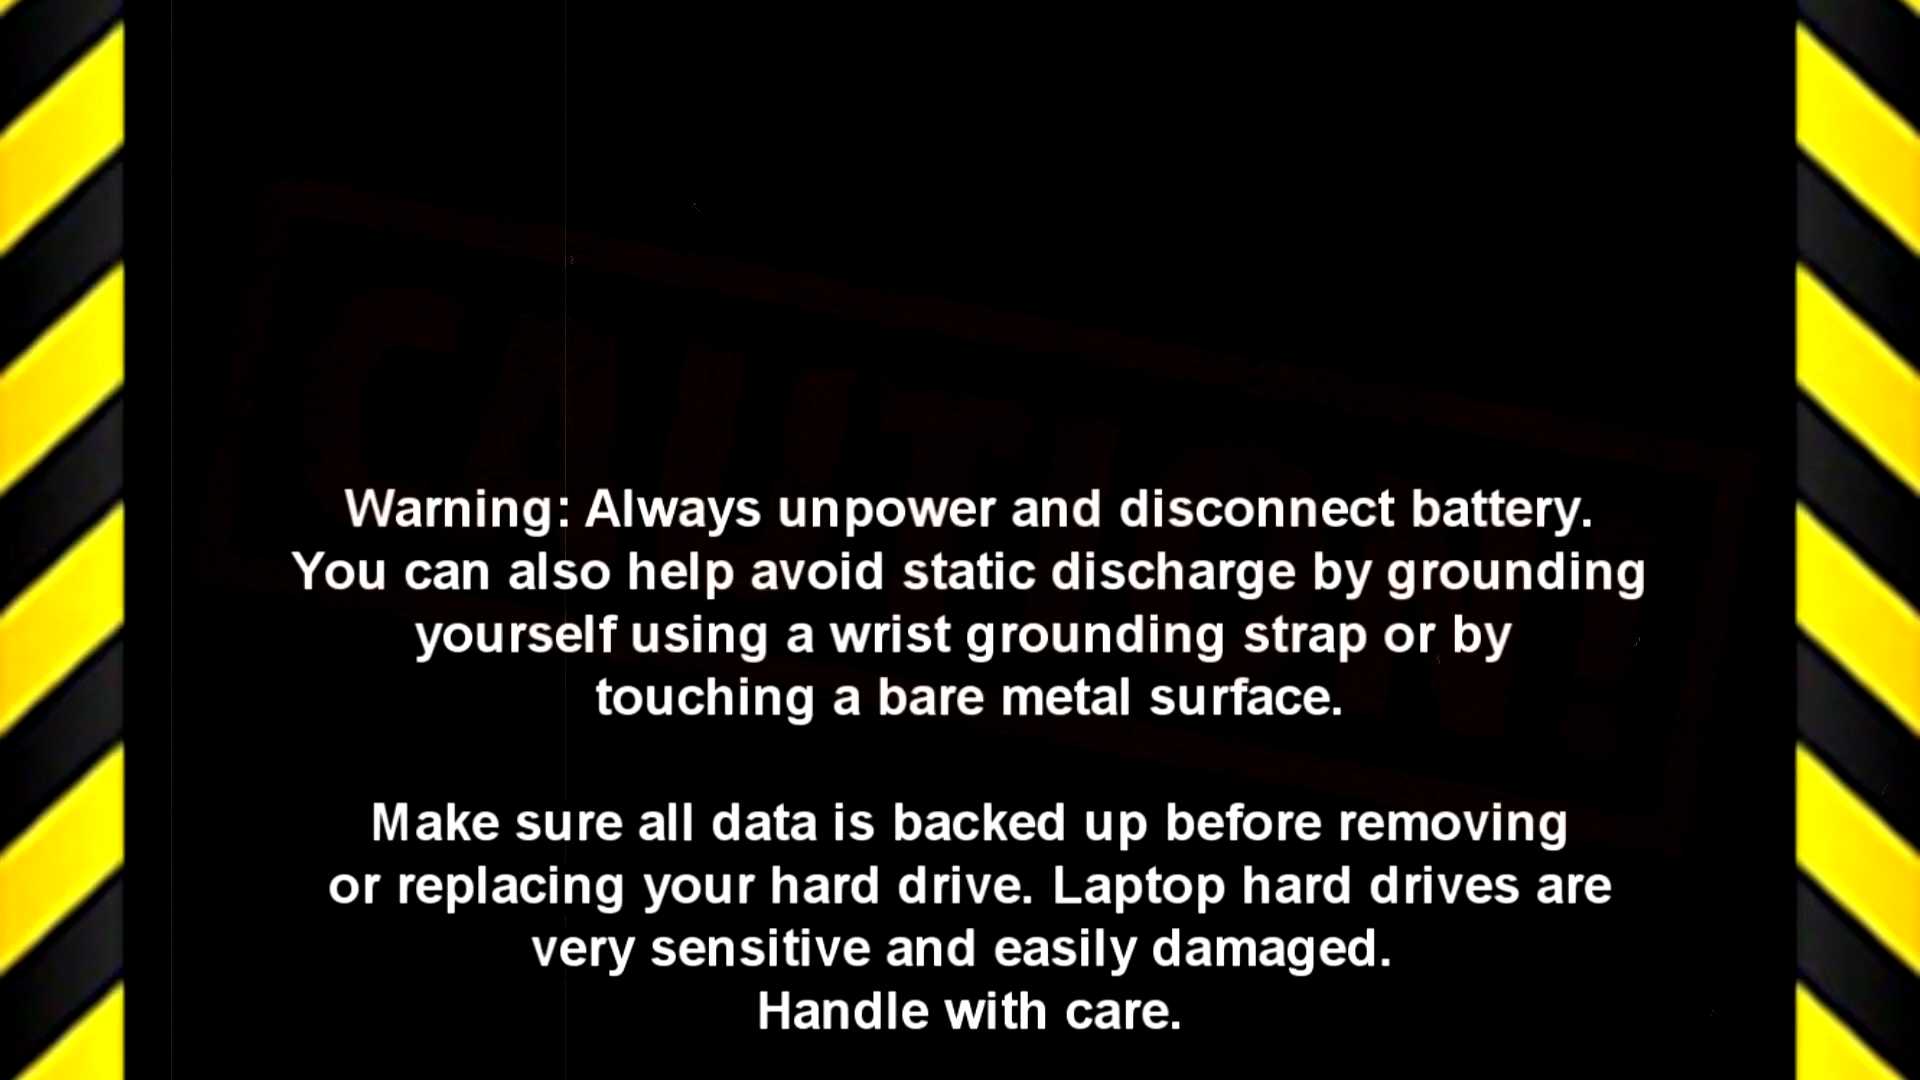 CAUTION!
Warning: Always unpower and disconnect battery.
You can also help avoid static discharge by grounding
yourself using a wrist grounding strap or by
touching a bare metal surface.
Make sure all data is backed up before removing
or replacing your hard drive. Laptop hard drives are
very sensitive and easily damaged.
Handle with care.